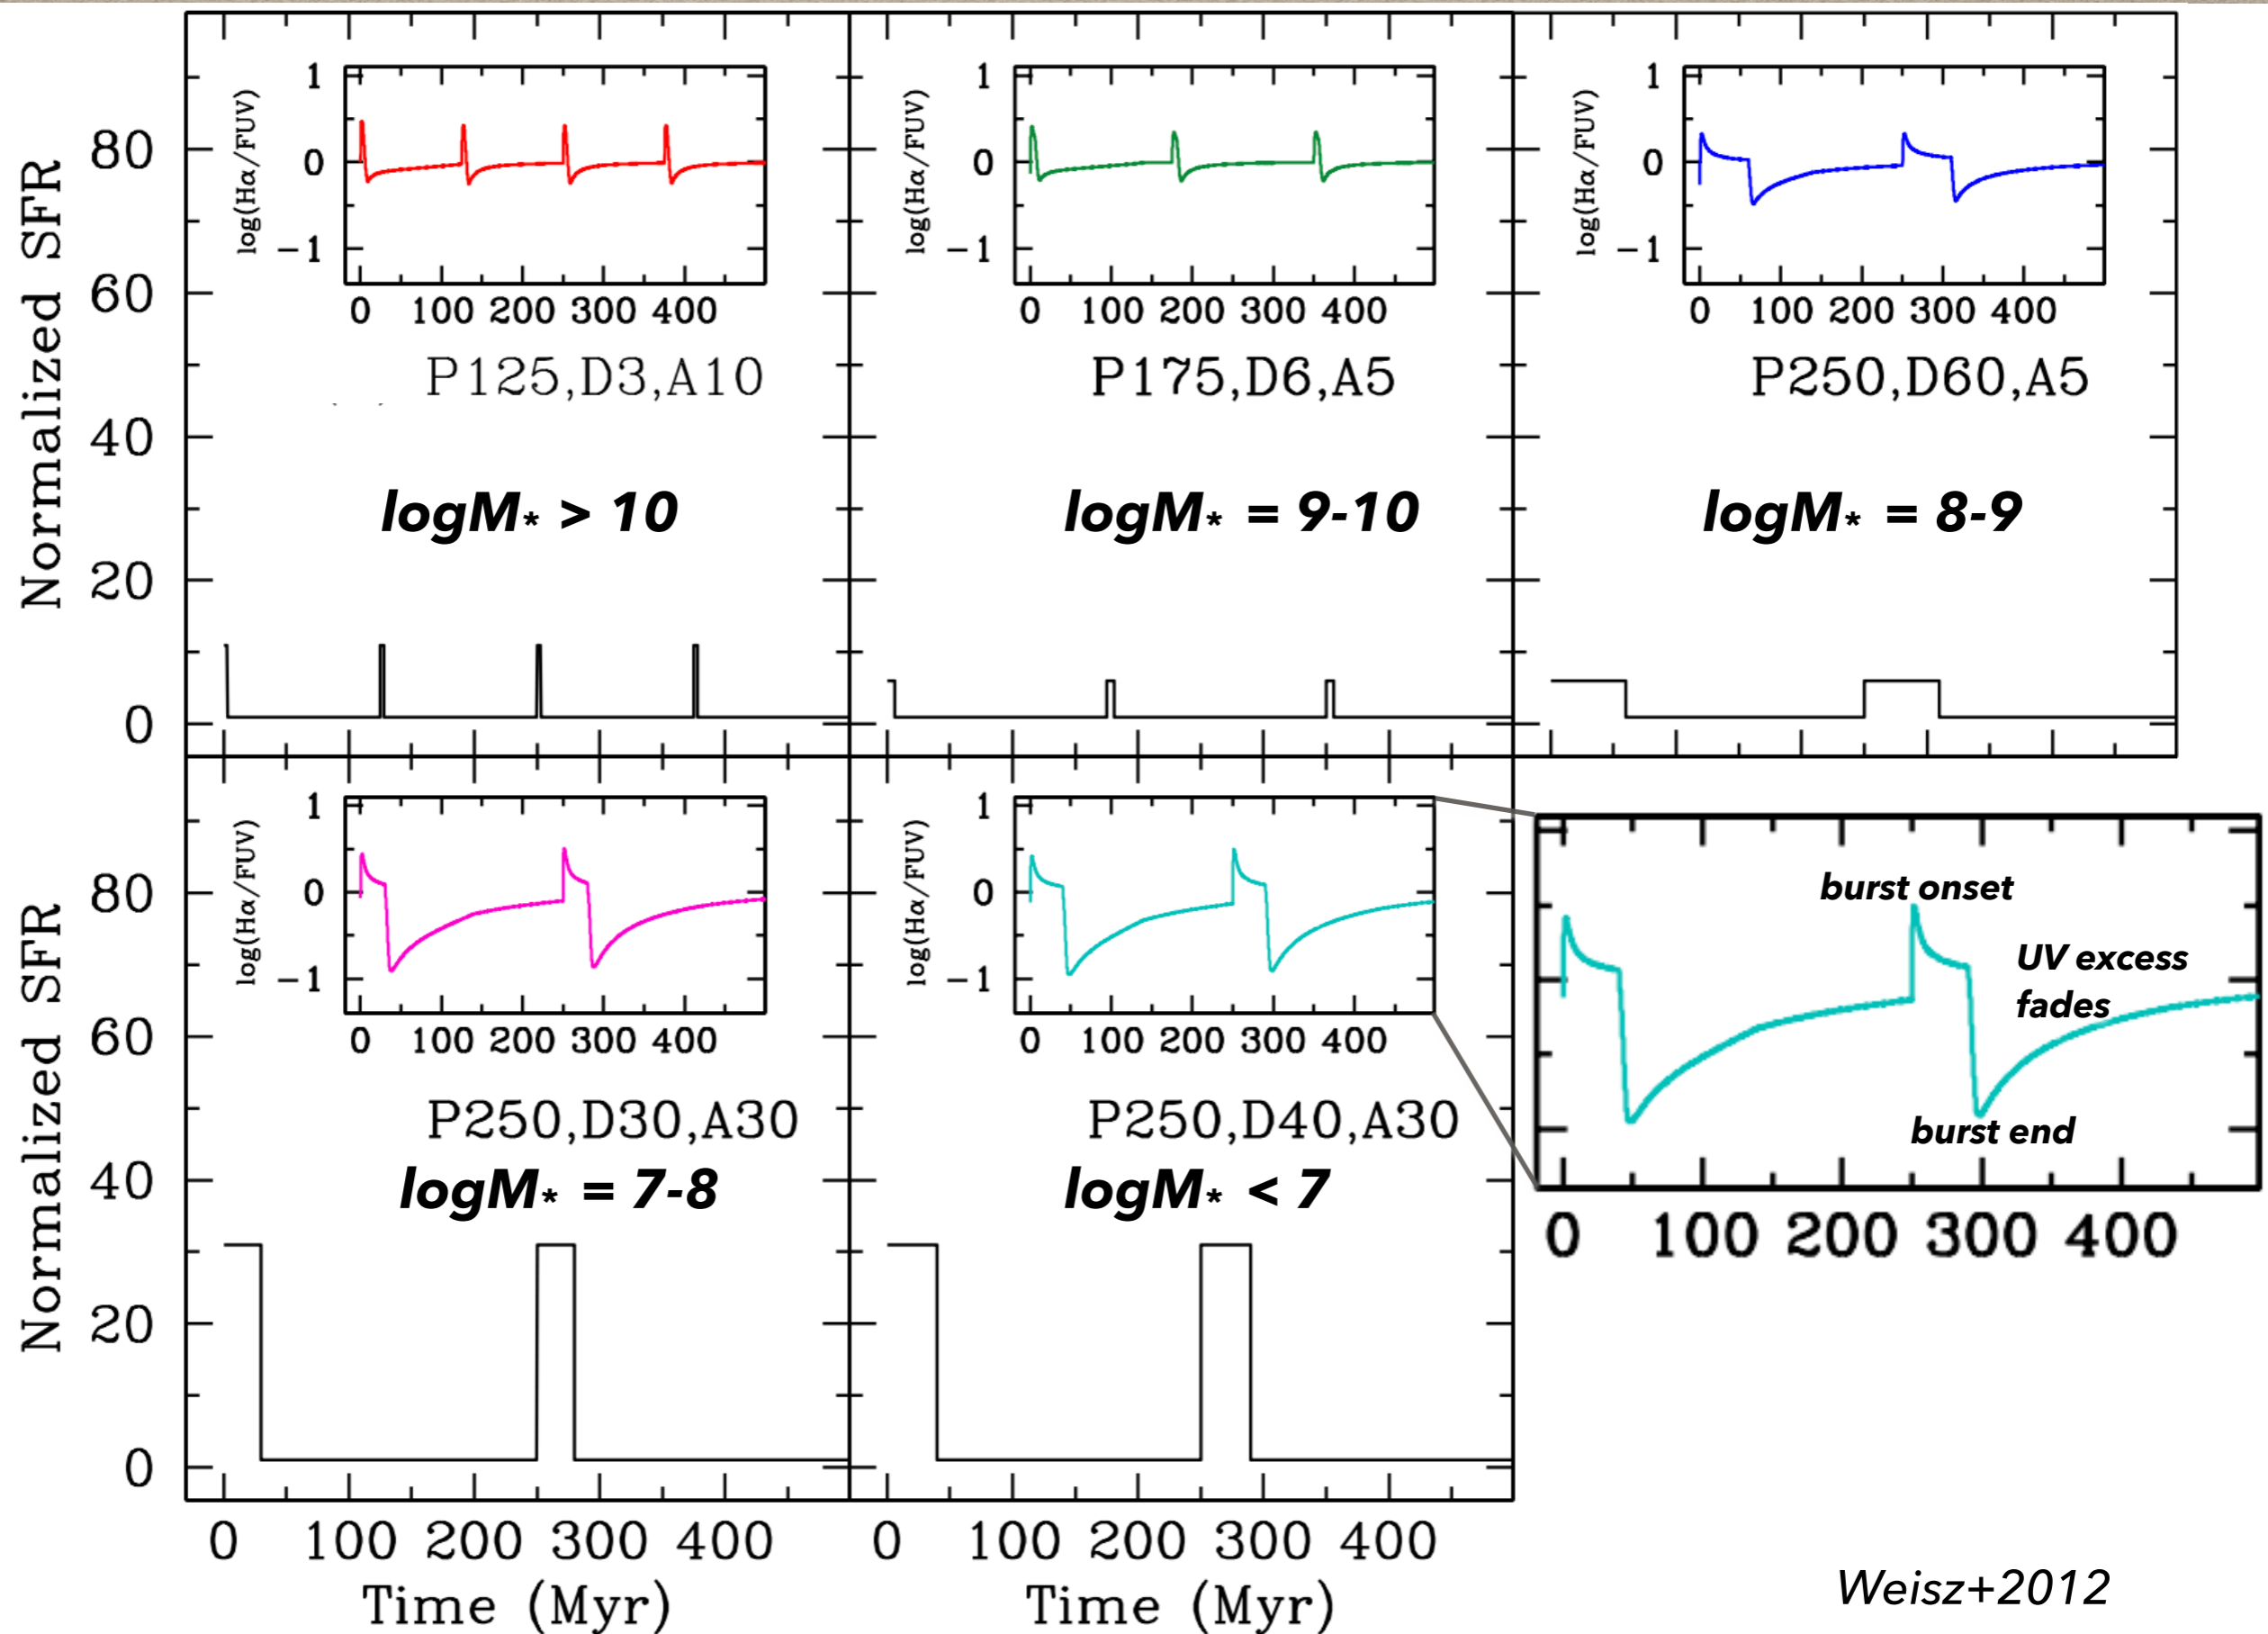 Normalized SFR
80
60
40
20
0
log(Hα/FUV)
1
0
−1
0 100 200 300 400
P125,D3,A10
logM* > 10
log(Hα/FUV)
1
0
−1
0 100 200 300 400
P175,D6,A5
logM* = 9-10
log(Hα/FUV)
1
0
−1
0 100 200 300 400
P250,D60,A5
logM* = 8-9
Normalized SFR
80
60
40
20
0
log(Hα/FUV)
1
0
−1
0 100 200 300 400
P250,D30,A30
logM* = 7-8
0 100 200 300 400
Time (Myr)
log(Hα/FUV)
1
0
−1
0 100 200 300 400
P250,D40,A30
logM* < 7
0 100 200 300 400
Time (Myr)
burst onset
UV excess
fades
burst end
0 100 200 300 400
Weisz+2012